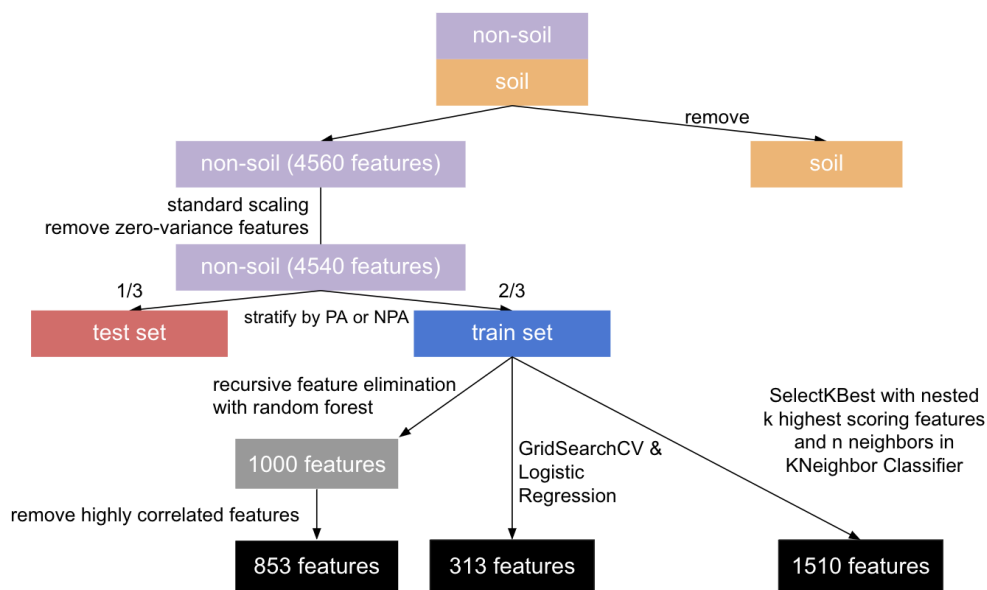 non-soil
soil
remove
non-soil (4560 features)
soil
standard scaling
remove zero-variance features
non-soil (4540 features)
1/3
2/3
stratify by PA or NPA
test set
train set
recursive feature elimination
with random forest
SelectKBest with nested
k highest scoring features
and n neighbors in
KNeighbor Classifier
GridSearchCV &
Logistic
Regression
1000 features
remove highly correlated features
853 features
313 features
1510 features